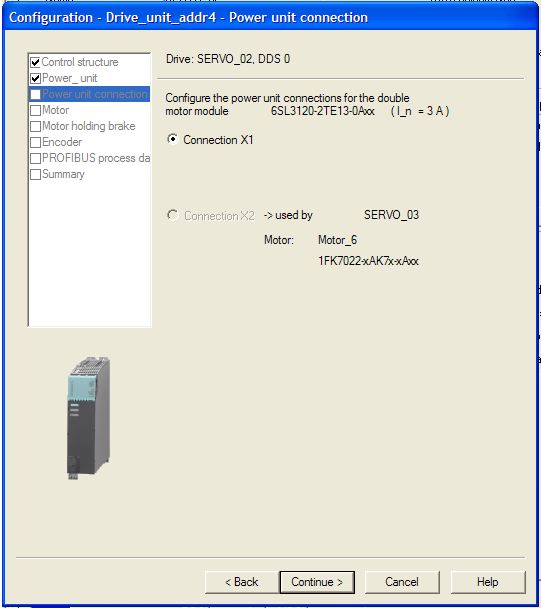 Configuration - Drive_unit_addr4 - Power unit connection
Control structure
Power_ unit
Power unit connection
Motor
Motor holding brake
Encoder
PROFIBUS process da
Summary
Drive: SERVO_02, DDS 0
Configure the power unit connections for the double
motor module 6SL3120-2TE13-0Axx ( I_n = 3 A )
Connection X1
Connection X2 -> used by SERVO_03
Motor: Motor_6
1FK7022-xAK7x-xAxx
< Back Continue > Cancel Help